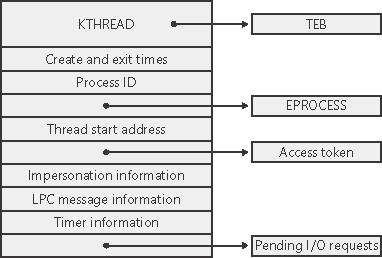 KTHREAD
TEB
Create and exit times
Process ID
EPROCESS
Thread start address
Access token
Impersonation information
LPC message information
Timer information
Pending I/O requests